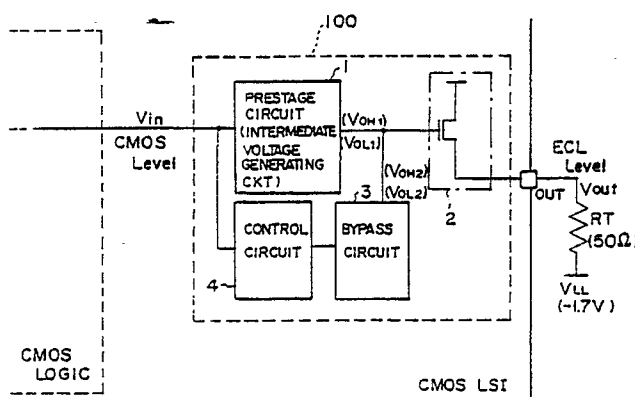 100
1
PRESTAGE
CIRCUIT
(INTERMEDIATE
VOLTAGE
GENERATING
CKT)
Vin
CMOS
Level
(VOH1)
(VOL1)
(VOH2)
(VOL2)
2
3
BYPASS
CIRCUIT
CONTROL
CIRCUIT
4
ECL
Level
OUT
Vout
RT
(50Ω)
VLL
(-1.7V)
CMOS
LOGIC
CMOS LSI